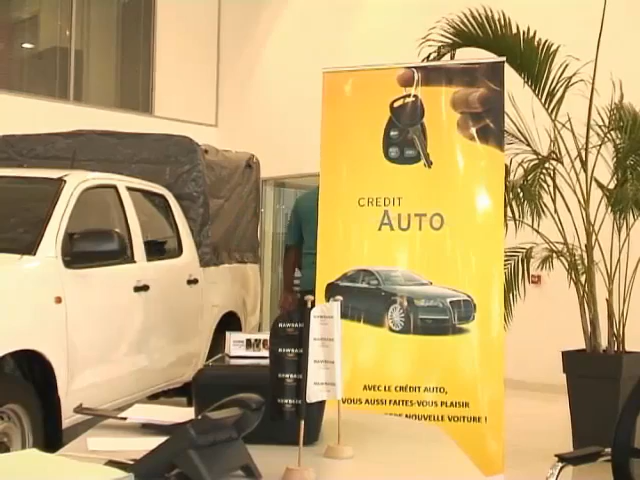 CREDIT
AUTO
AVEC LE CRÉDIT AUTO,
VOUS AUSSI FAITES-VOUS PLAISIR
NOUVELLE VOITURE !